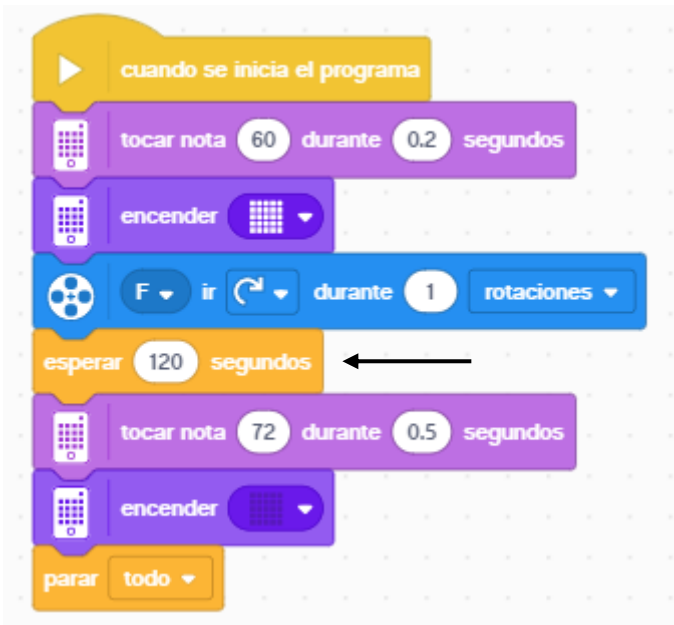 cuando se inicia el programa
tocar nota 60 durante 0.2 segundos
encender
F ir durante 1 rotaciones
esperar 120 segundos
tocar nota 72 durante 0.5 segundos
encender
parar todo